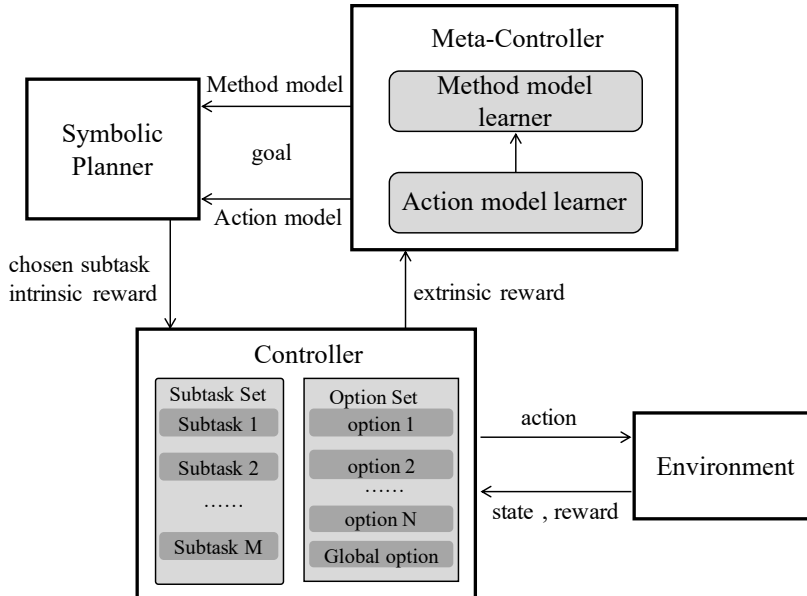 Meta-Controller
Method model
learner
Action model learner
Method model
goal
Action model
Symbolic
Planner
chosen subtask
intrinsic reward
extrinsic reward
Controller
Subtask Set
Subtask 1
Subtask 2
......
Subtask M
Option Set
option 1
option 2
......
option N
Global option
action
state , reward
Environment